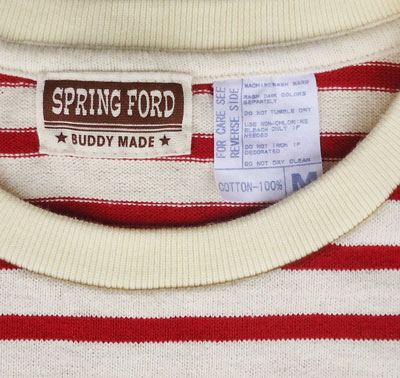 SPRING FORD
★ BUDDY MADE ★
FOR CARE SEE
REVERSE SIDE
MACHINE WASH WARM
WASH DARK COLORS
SEPARATELY
DO NOT TUMBLE DRY
USE NON-CHLORINE
BLEACH ONLY IF
NEEDED
DO NOT IRON IF
DECORATED
DO NOT DRY CLEAN
COTTON-100%
M